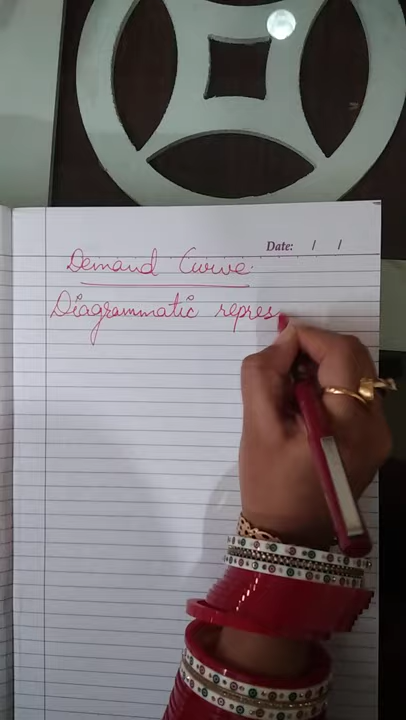 Date: / /
Demand Curve.
Diagrammatic repres